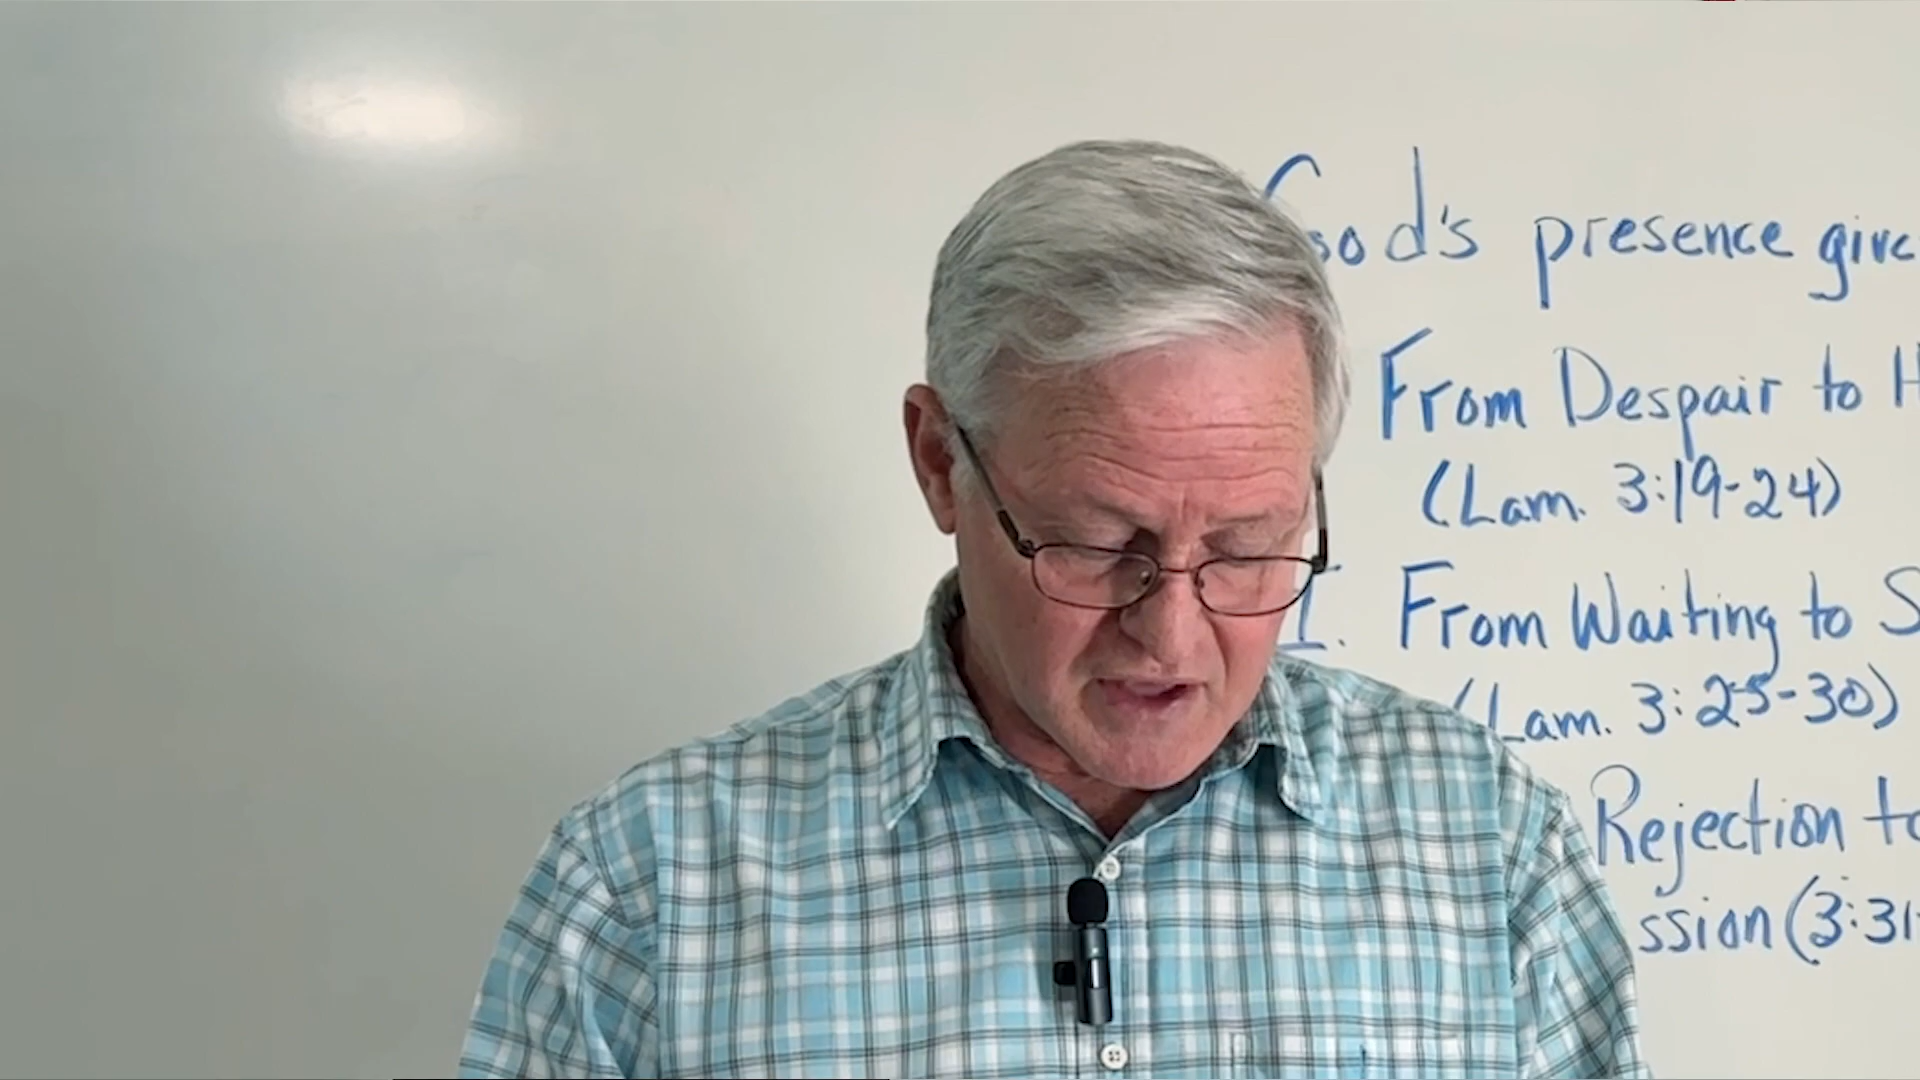 God's presence give
From Despair to H
(Lam. 3:19-24)
I. From Waiting to S
(Lam. 3:25-30)
Rejection to
ssion (3:31-